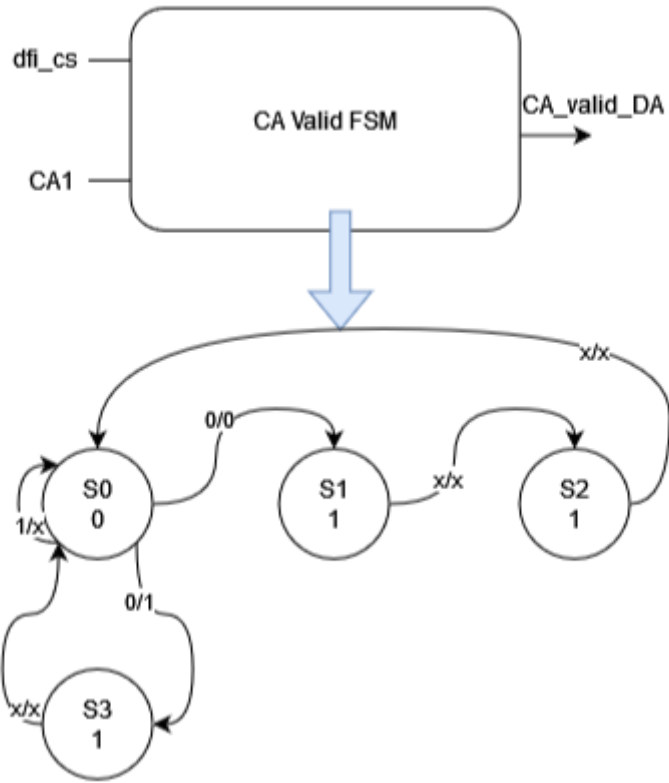 dfi_cs
CA Valid FSM
CA_valid_DA
CA1
x/x
0/0
S0
0
S1
1
x/x
S2
1
1/x
0/1
S3
1
x/x